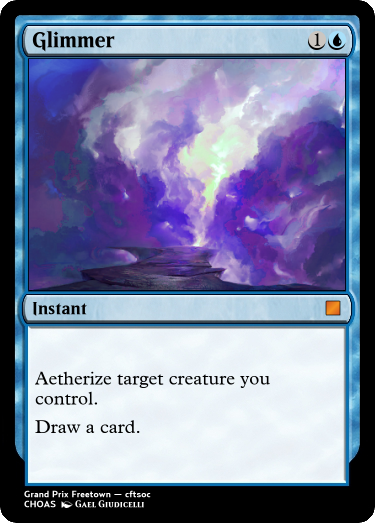 Glimmer 1
Instant
Aetherize target creature you
control.
Draw a card.
Grand Prix Freetown — cftsoc
CHOAS Gael Giudicelli